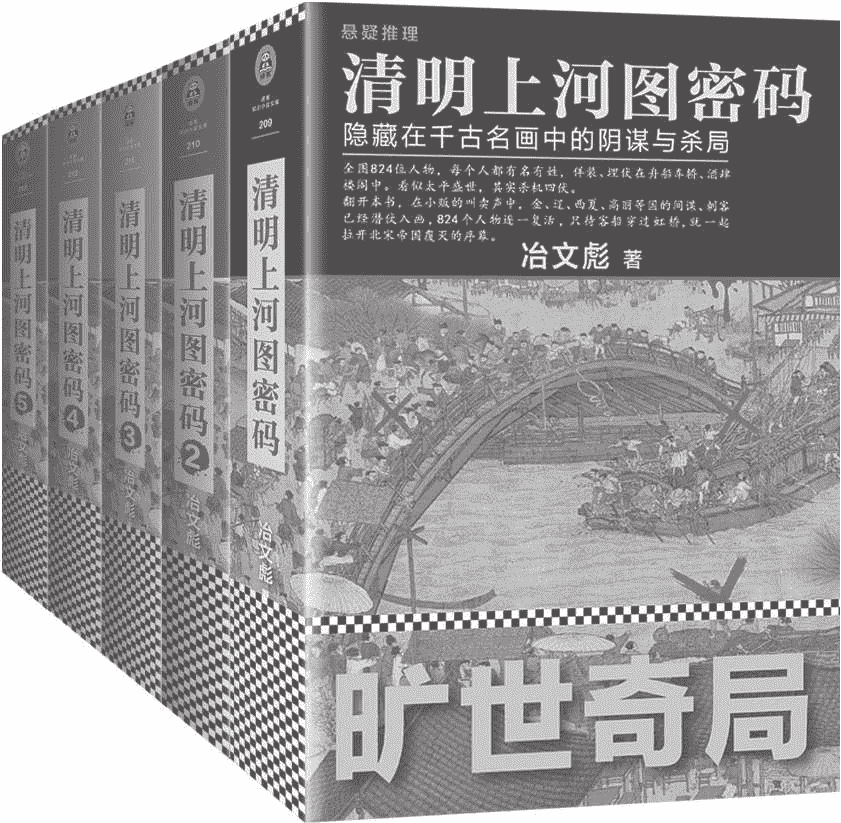 悬疑推理
清明上河图密码
隐藏在千古名画中的阴谋与杀局
全图824位人物，每个人都有名有姓，佯装、埋伏在舟船车桥、酒肆
楼阁中。看似太平盛世，其实杀机四伏。
翻开本书，在小贩的叫卖声中，金、辽、西夏、高丽等国的间谍、刺客
已经潜伏入画，824个人物逐一复活，只待客船穿过虹桥，就一起
拉开北宋帝国覆灭的序幕。
冶文彪 著
旷世奇局
209
清明上河图密码
冶文彪
210
清明上河图密码
2
冶文彪
清明上河图密码
3
冶文彪
清明上河图密码
4
冶文彪
清明上河图密码
5